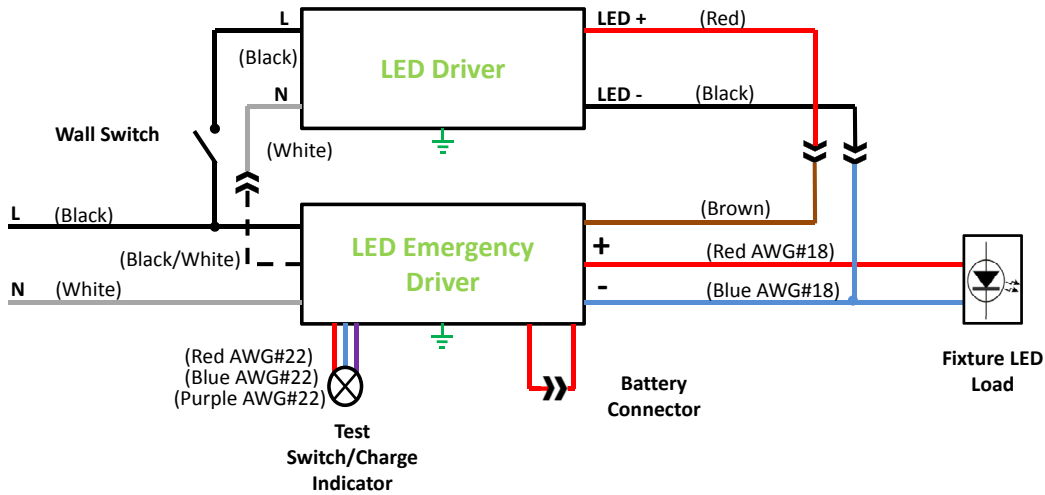 L
LED +
(Red)
(Black)
LED Driver
N
LED -
(Black)
Wall Switch
(White)
L
(Black)
(Brown)
LED Emergency
Driver
+
(Red AWG#18)
(Black/White)
N
(White)
-
(Blue AWG#18)
(Red AWG#22)
(Blue AWG#22)
(Purple AWG#22)
Battery
Connector
Fixture LED
Load
Test
Switch/Charge
Indicator